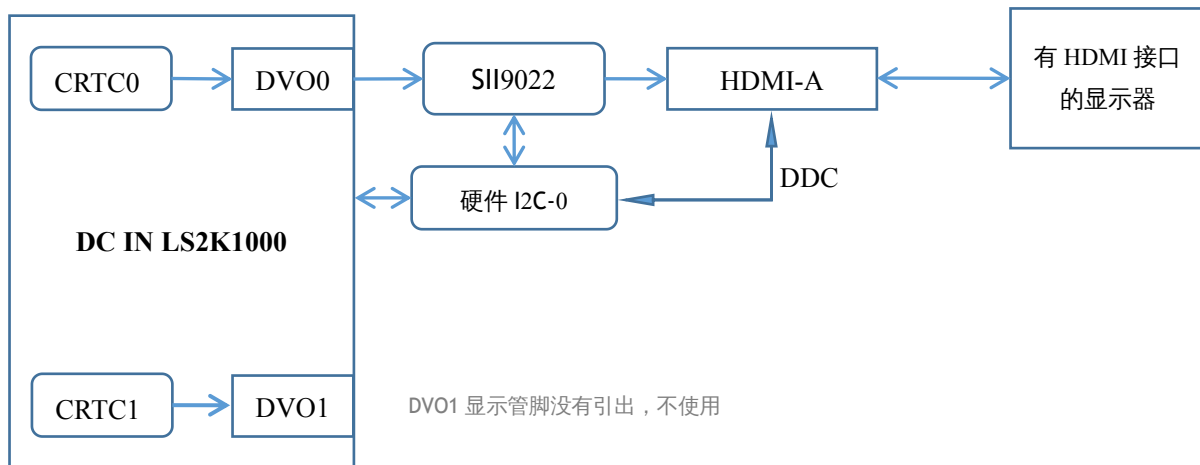 CRTC0
DVO0
SII9022
HDMI-A
有 HDMI 接口
的显示器
硬件 I2C-0
DDC
DC IN LS2K1000
CRTC1
DVO1
DVO1 显示管脚没有引出，不使用